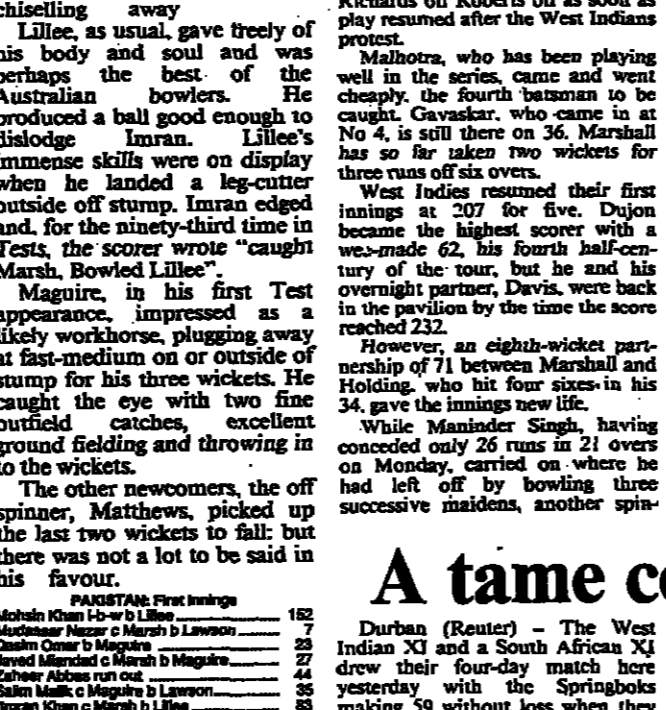 chiselling away
Lillee, as usual, gave freely of
his body and soul and was
perhaps the best of the
Australian bowlers. He
produced a ball good enough to
dislodge Imran. Lillee's
immense skills were on display
when he landed a leg-cutter
outside off stump. Imran edged
and, for the ninety-third time in
Tests, the scorer wrote "caught
Marsh, Bowled Lillee".
Maguire, in his first Test
appearance, impressed as a
likely workhorse, plugging away
at fast-medium on or outside of
stump for his three wickets. He
caught the eye with two fine
outfield catches, excellent
ground fielding and throwing in
to the wickets.
The other newcomers, the off
spinner, Matthews, picked up
the last two wickets to fall: but
there was not a lot to be said in
his favour.
PAKISTAN: First Innings
Mohsin Khan l-b-w b Lillee 152
Mudassar Nazar c Marsh b Lawson 7
Qasim Omar b Maguire 23
Javed Miandad c Marsh b Maguire 27
Zaheer Abbas run out 44
Salim Malik c Maguire b Lawson 35
Imran Khan c Marsh b Lillee 83
Richards on Roberts on as soon as
play resumed after the West Indians
protest.
Malhotra, who has been playing
well in the series, came and went
cheaply, the fourth batsman to be
caught. Gavaskar, who came in at
No 4, is still there on 36. Marshall
has so far taken two wickets for
three runs off six overs.
West Indies resumed their first
innings at 207 for five. Dujon
became the highest scorer with a
well-made 62, his fourth half-cen-
tury of the tour, but he and his
overnight partner, Davis, were back
in the pavilion by the time the score
reached 232.
However, an eighth-wicket part-
nership of 71 between Marshall and
Holding, who hit four sixes in his
34, gave the innings new life.
While Maninder Singh, having
conceded only 26 runs in 21 overs
on Monday, carried on where he
had left off by bowling three
successive maidens, another spin-
A tame
Durban (Reuter) – The West
Indian XI and a South African XI
drew their four-day match here
yesterday with the Springboks
making 59 without loss when they